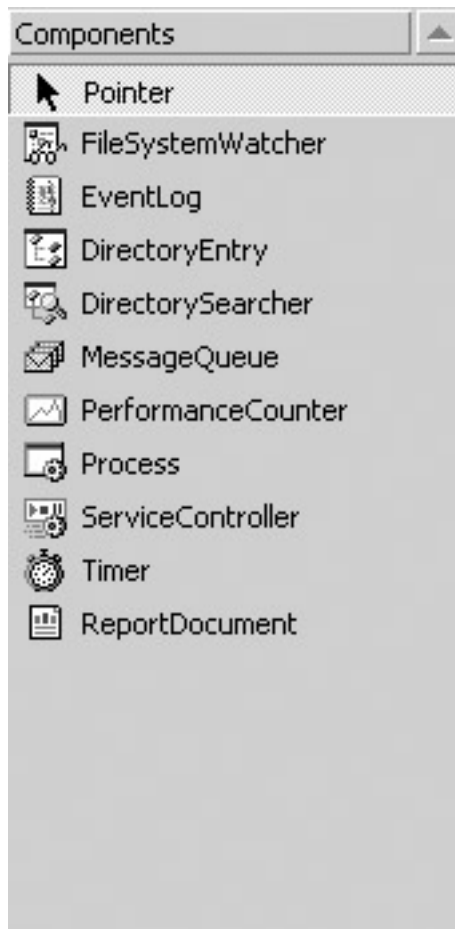 Components
Pointer
FileSystemWatcher
EventLog
DirectoryEntry
DirectorySearcher
MessageQueue
PerformanceCounter
Process
ServiceController
Timer
ReportDocument